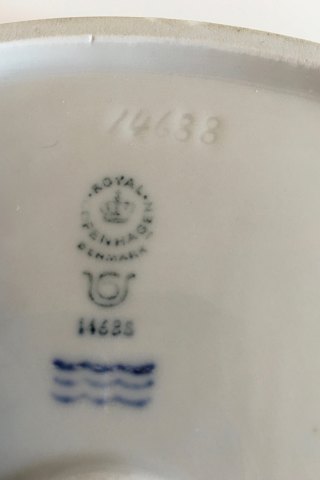 14638
ROYAL
COPENHAGEN
DENMARK
14638